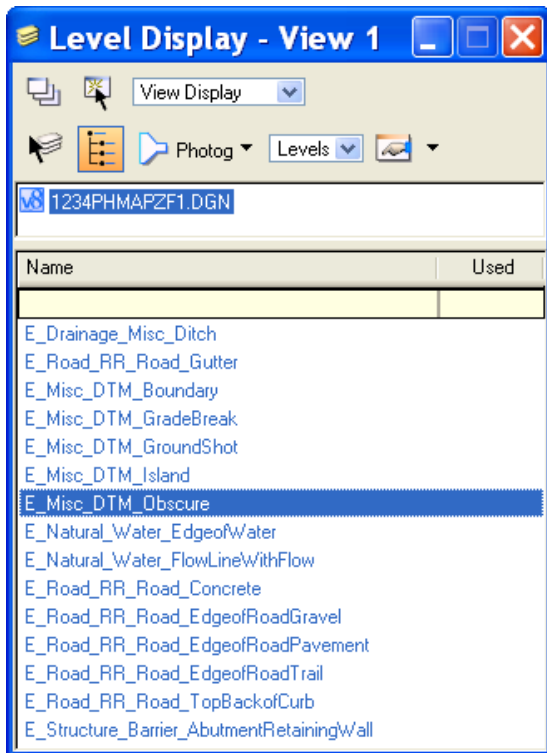 Level Display - View 1
View Display
Photog Levels
v8 1234PHMAPZF1.DGN
Name Used
E_Drainage_Misc_Ditch
E_Road_RR_Road_Gutter
E_Misc_DTM_Boundary
E_Misc_DTM_GradeBreak
E_Misc_DTM_GroundShot
E_Misc_DTM_Island
E_Misc_DTM_Obscure
E_Natural_Water_EdgeofWater
E_Natural_Water_FlowLineWithFlow
E_Road_RR_Road_Concrete
E_Road_RR_Road_EdgeofRoadGravel
E_Road_RR_Road_EdgeofRoadPavement
E_Road_RR_Road_EdgeofRoadTrail
E_Road_RR_Road_TopBackofCurb
E_Structure_Barrier_AbutmentRetainingWall